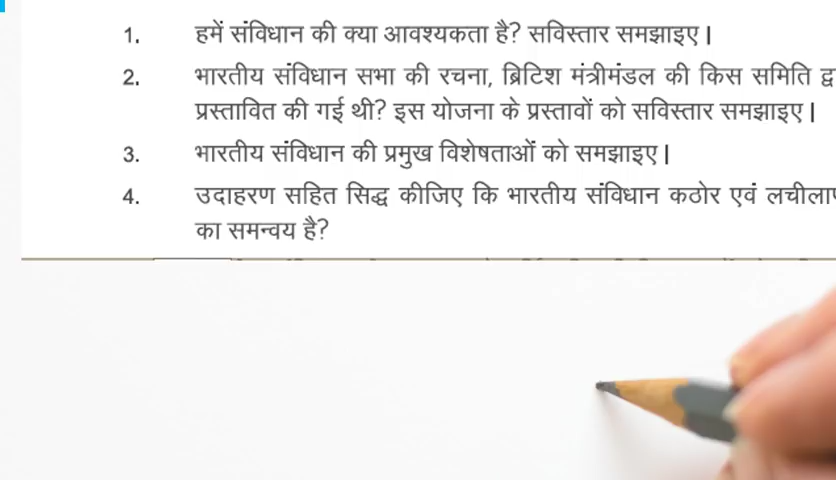 1. हमें संविधान की क्या आवश्यकता है? सविस्तार समझाइए |
2. भारतीय संविधान सभा की रचना, ब्रिटिश मंत्रीमंडल की किस समिति
प्रस्तावित की गई थी? इस योजना के प्रस्तावों को सविस्तार समझाइए |
3. भारतीय संविधान की प्रमुख विशेषताओं को समझाइए |
4. उदाहरण सहित सिद्ध कीजिए कि भारतीय संविधान कठोर एवं
का समन्वय है?